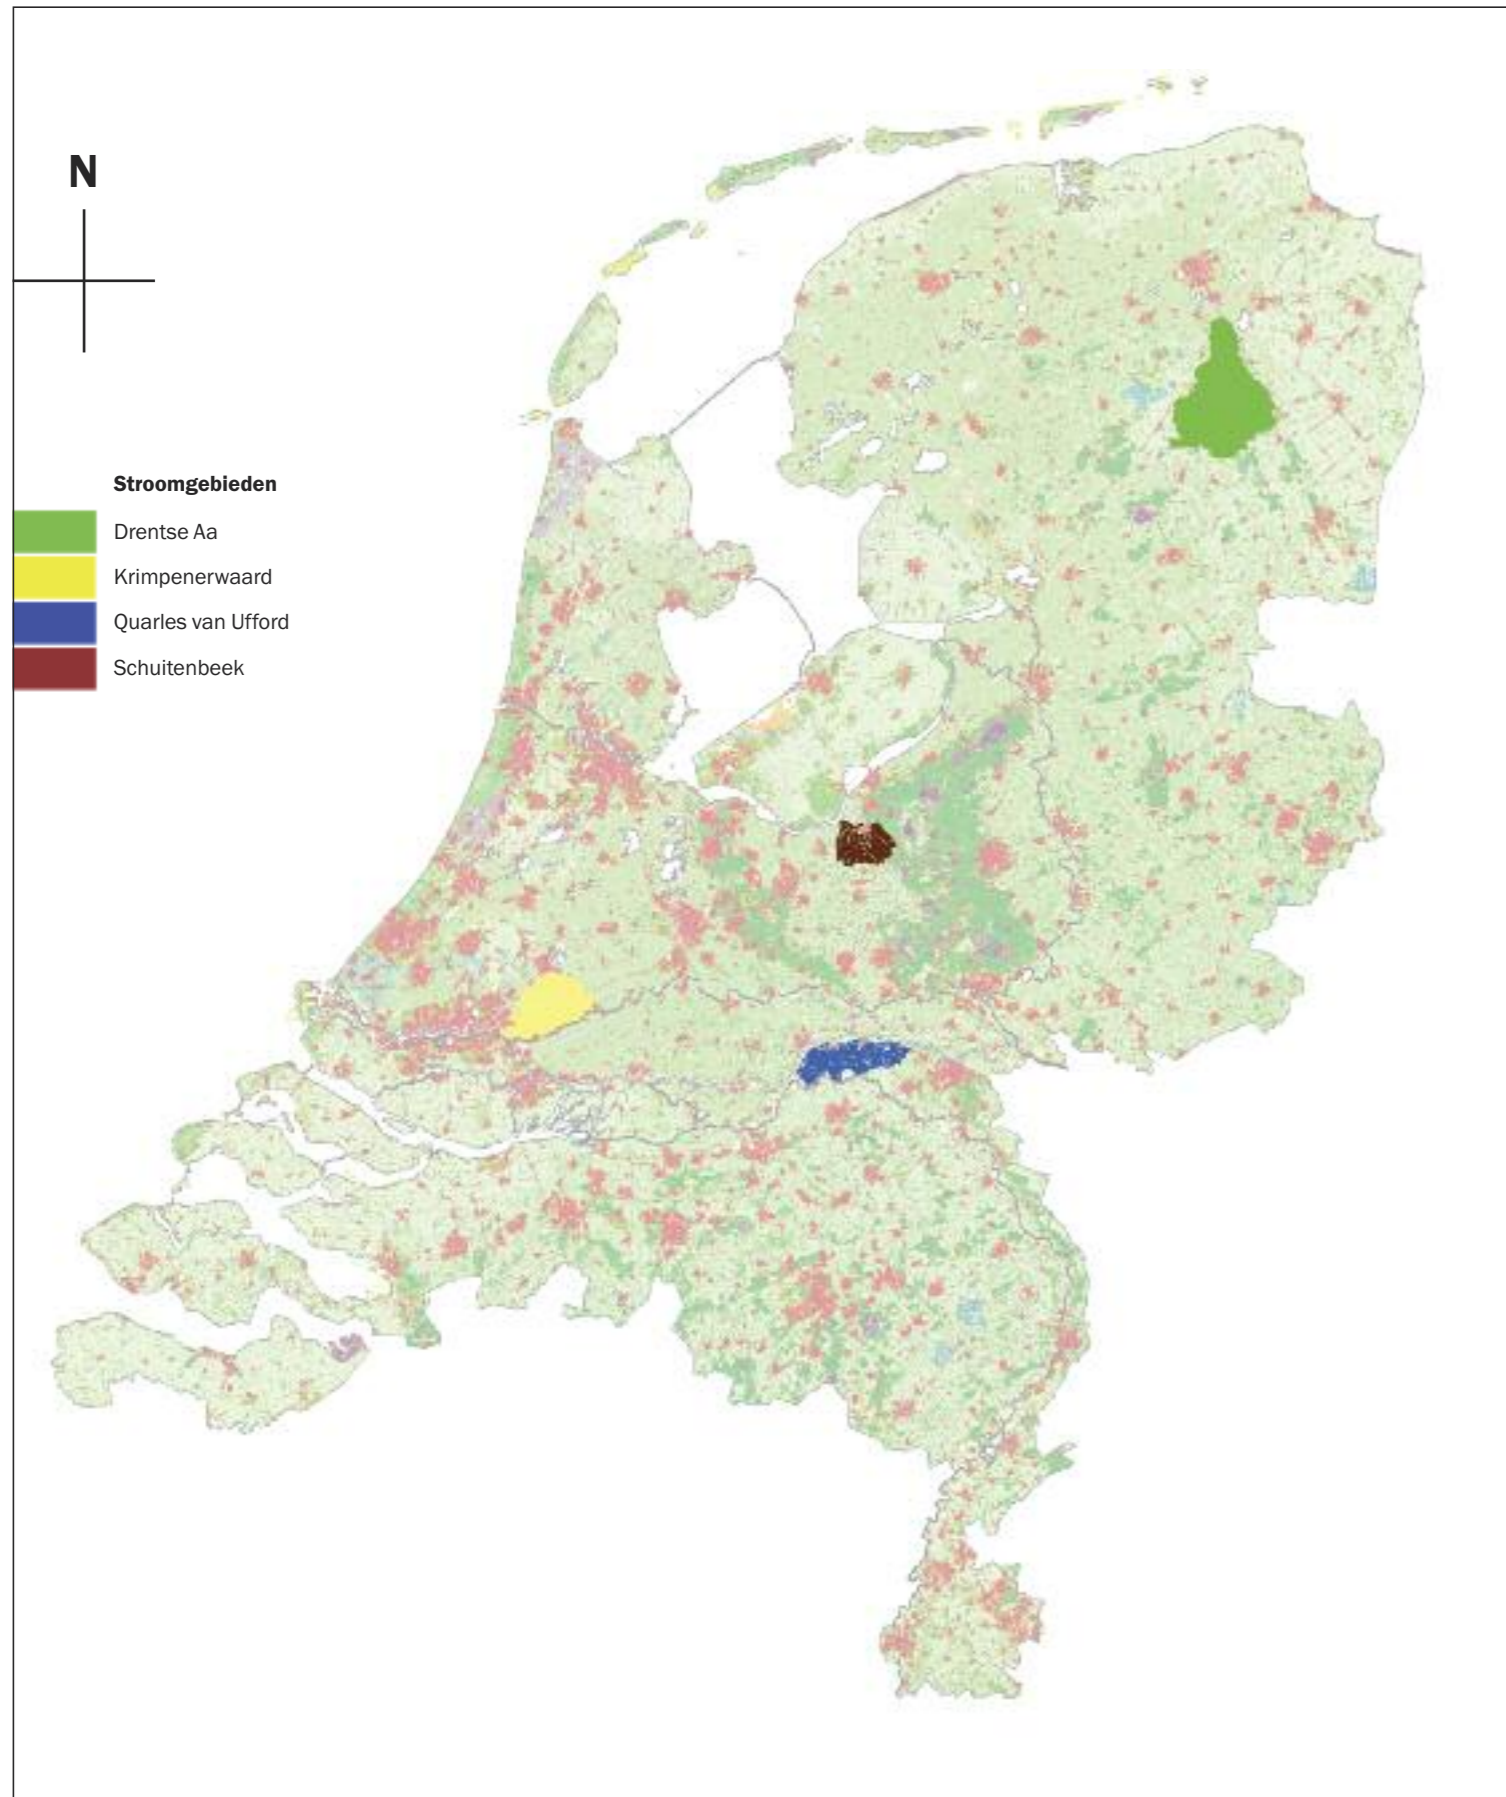 N
Stroomgebieden
Drentse Aa
Krimpenerwaard
Quarles van Ufford
Schuitenbeek